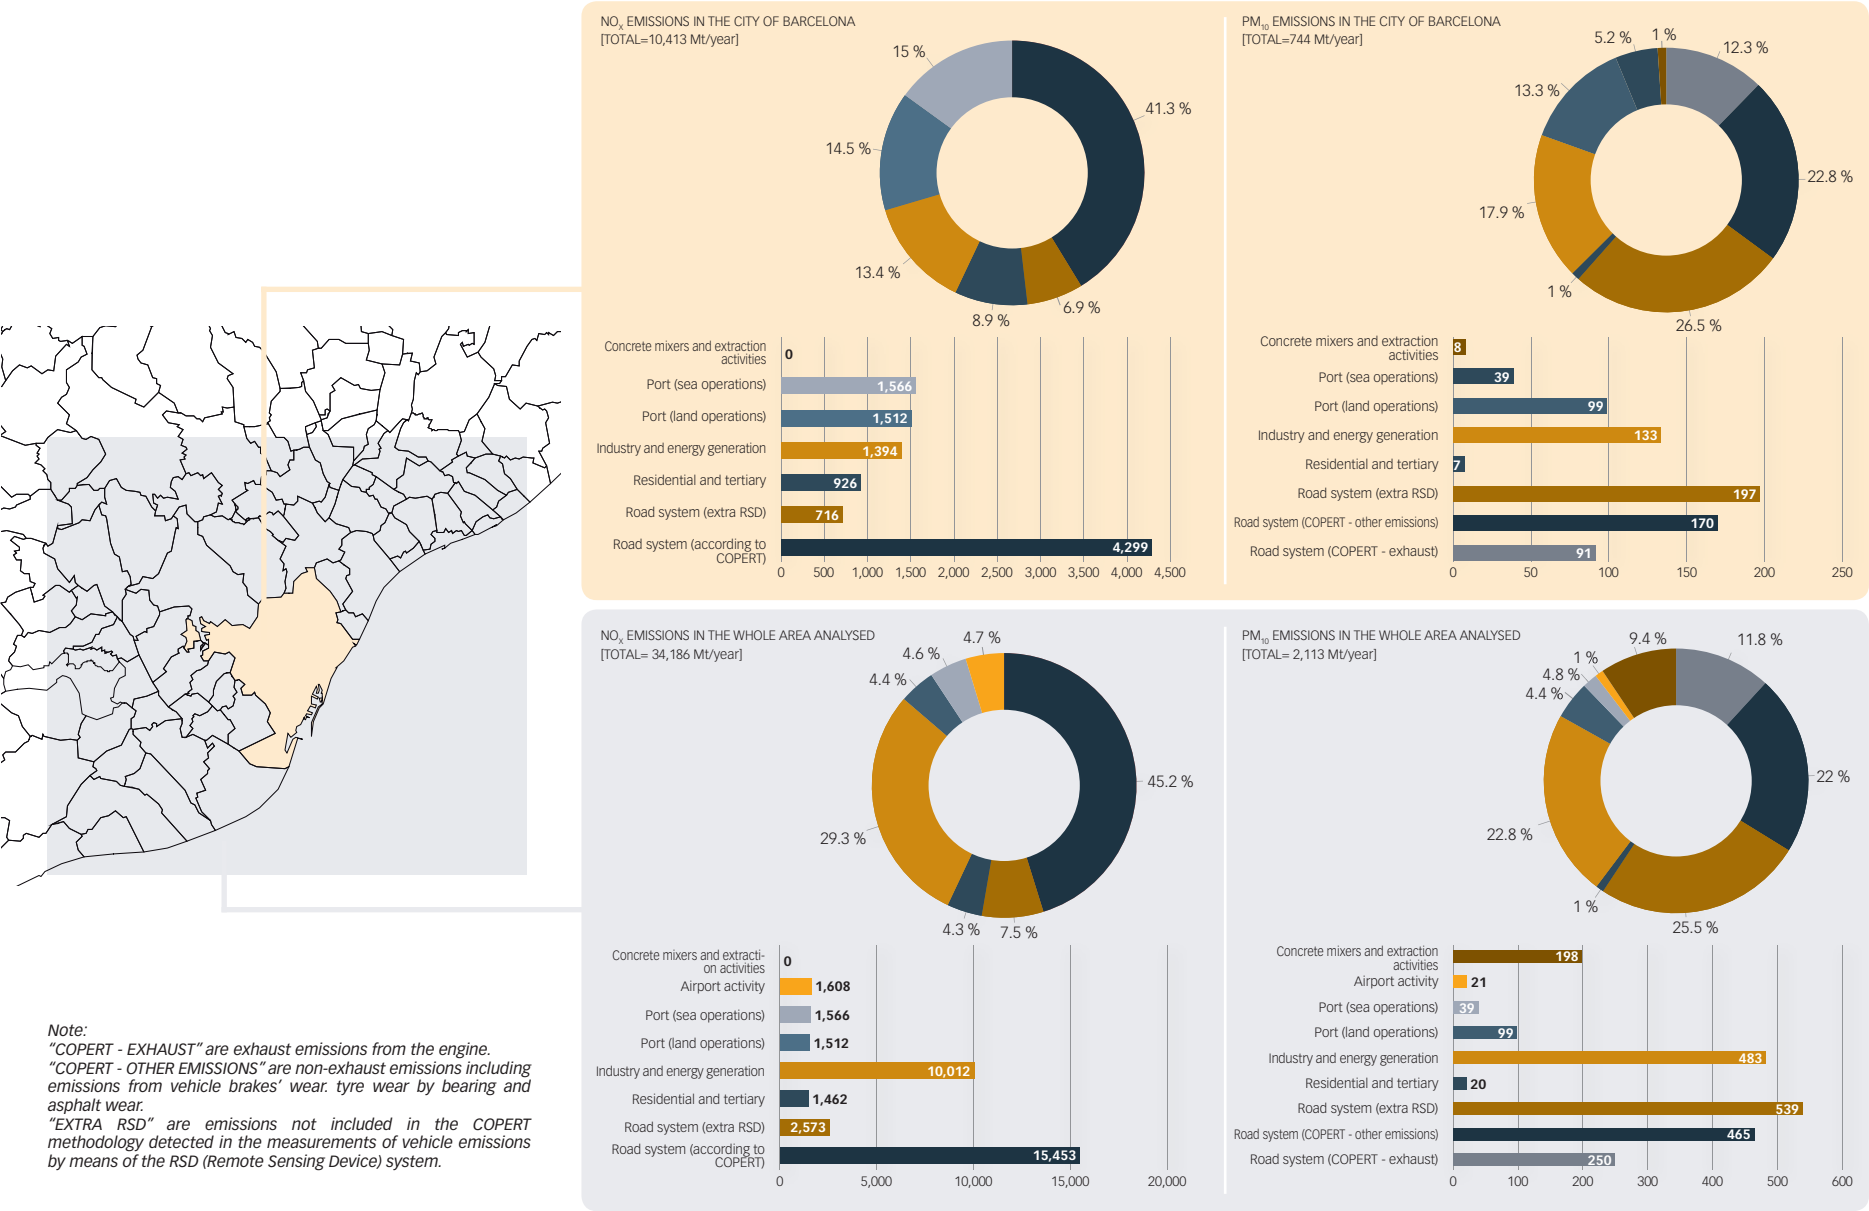 NOX EMISSIONS IN THE CITY OF BARCELONA
[TOTAL=10,413 Mt/year]
15 %
41.3 %
14.5 %
13.4 %
8.9 %
6.9 %
Concrete mixers and extraction
activities
0
Port (sea operations)
1,566
Port (land operations)
1,512
Industry and energy generation
1,394
Residential and tertiary
926
Road system (extra RSD)
716
Road system (according to
COPERT)
4,299
0 500 1,000 1,500 2,000 2,500 3,000 3,500 4,000 4,500
PM10 EMISSIONS IN THE CITY OF BARCELONA
[TOTAL=744 Mt/year]
5.2 %
1 %
12.3 %
13.3 %
22.8 %
17.9 %
1 %
26.5 %
Concrete mixers and extraction
activities
8
Port (sea operations)
39
Port (land operations)
99
Industry and energy generation
133
Residential and tertiary
7
Road system (extra RSD)
197
Road system (COPERT - other emissions)
170
Road system (COPERT - exhaust)
91
0 50 100 150 200 250
NOX EMISSIONS IN THE WHOLE AREA ANALYSED
[TOTAL= 34,186 Mt/year]
4.7 %
4.6 %
4.4 %
45.2 %
29.3 %
4.3 %
7.5 %
Concrete mixers and extracti-
on activities
0
Airport activity
1,608
Port (sea operations)
1,566
Port (land operations)
1,512
Industry and energy generation
10,012
Residential and tertiary
1,462
Road system (extra RSD)
2,573
Road system (according to
COPERT)
15,453
0 5,000 10,000 15,000 20,000
PM10 EMISSIONS IN THE WHOLE AREA ANALYSED
[TOTAL= 2,113 Mt/year]
9.4 %
11.8 %
1 %
4.8 %
4.4 %
22 %
22.8 %
1 %
25.5 %
Concrete mixers and extraction
activities
198
Airport activity
21
Port (sea operations)
39
Port (land operations)
99
Industry and energy generation
483
Residential and tertiary
20
Road system (extra RSD)
539
Road system (COPERT - other emissions)
465
Road system (COPERT - exhaust)
250
0 100 200 300 400 500 600
Note:
“COPERT - EXHAUST” are exhaust emissions from the engine.
“COPERT - OTHER EMISSIONS” are non-exhaust emissions including
emissions from vehicle brakes’ wear. tyre wear by bearing and
asphalt wear.
“EXTRA RSD” are emissions not included in the COPERT
methodology detected in the measurements of vehicle emissions
by means of the RSD (Remote Sensing Device) system.